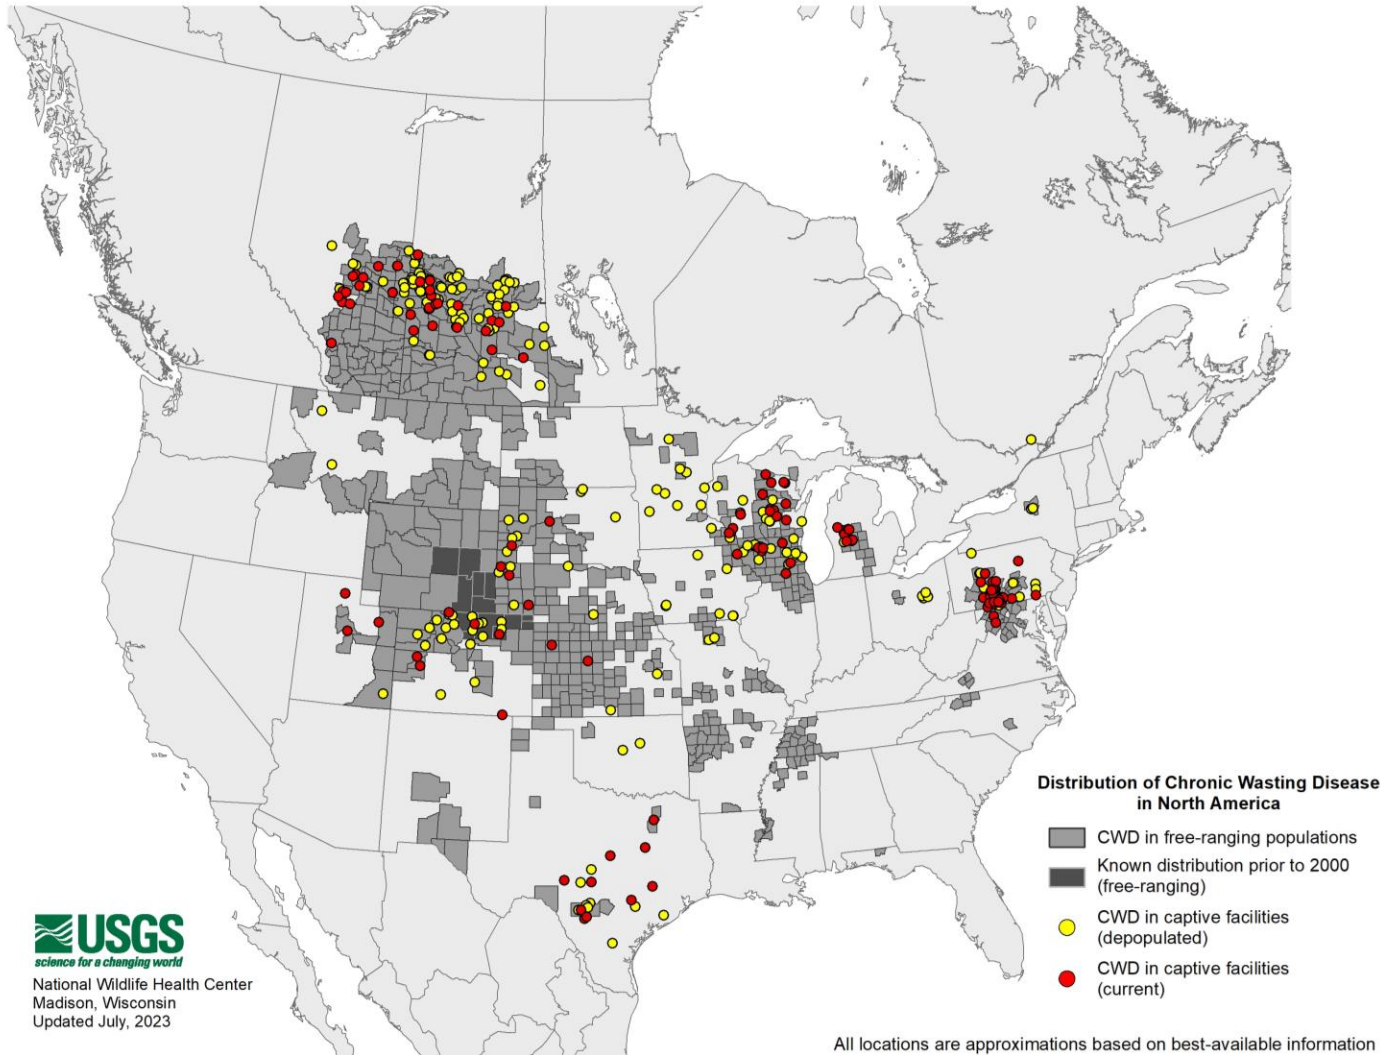 Distribution of Chronic Wasting Disease
in North America
CWD in free-ranging populations
Known distribution prior to 2000
(free-ranging)
CWD in captive facilities
(depopulated)
CWD in captive facilities
(current)
USGS
science for a changing world
National Wildlife Health Center
Madison, Wisconsin
Updated July, 2023
All locations are approximations based on best-available information